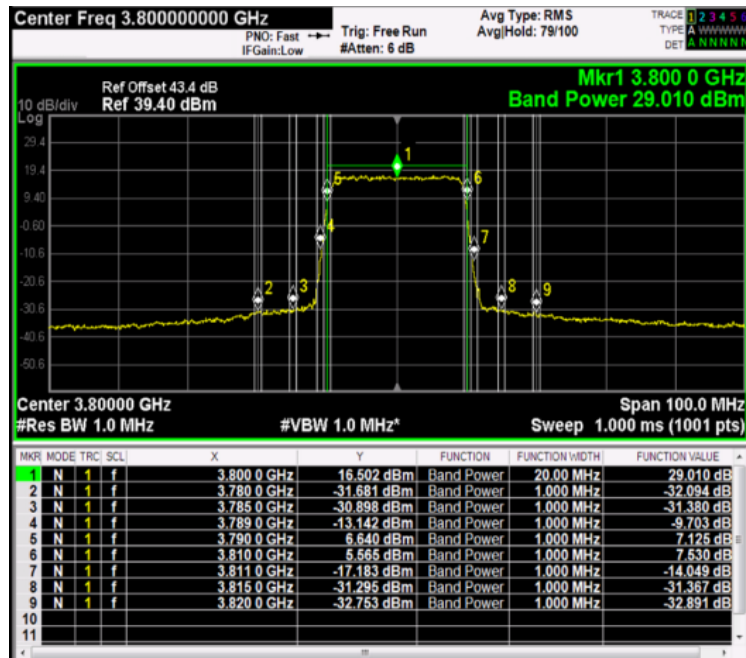 Center Freq 3.800000000 GHz
PNO: Fast
IFGain:Low
Trig: Free Run
#Atten: 6 dB
Avg Type: RMS
Avg|Hold: 79/100
TRACE 1 2 3 4 5 6
TYPE A WWWWW
DET A N N N N N
Mkr1 3.800 0 GHz
Band Power 29.010 dBm
Ref Offset 43.4 dB
10 dB/div Ref 39.40 dBm
Log
29.4
19.4
9.40
-0.60
-10.6
-20.6
-30.6
-40.6
-50.6
1
2
3
4
5
6
7
8
9
Center 3.80000 GHz Span 100.0 MHz
#Res BW 1.0 MHz #VBW 1.0 MHz* Sweep 1.000 ms (1001 pts)
MKR MODE TRC SCL X Y FUNCTION FUNCTION WIDTH FUNCTION VALUE
1 N 1 f 3.800 0 GHz 16.502 dBm Band Power 20.00 MHz 29.010 dB
2 N 1 f 3.780 0 GHz -31.681 dBm Band Power 1.000 MHz -32.094 dB
3 N 1 f 3.785 0 GHz -30.898 dBm Band Power 1.000 MHz -31.380 dB
4 N 1 f 3.789 0 GHz -13.142 dBm Band Power 1.000 MHz -9.703 dB
5 N 1 f 3.790 0 GHz 6.640 dBm Band Power 1.000 MHz 7.125 dB
6 N 1 f 3.810 0 GHz 5.565 dBm Band Power 1.000 MHz 7.530 dB
7 N 1 f 3.811 0 GHz -17.183 dBm Band Power 1.000 MHz -14.049 dB
8 N 1 f 3.815 0 GHz -31.295 dBm Band Power 1.000 MHz -31.367 dB
9 N 1 f 3.820 0 GHz -32.753 dBm Band Power 1.000 MHz -32.891 dB
10
11